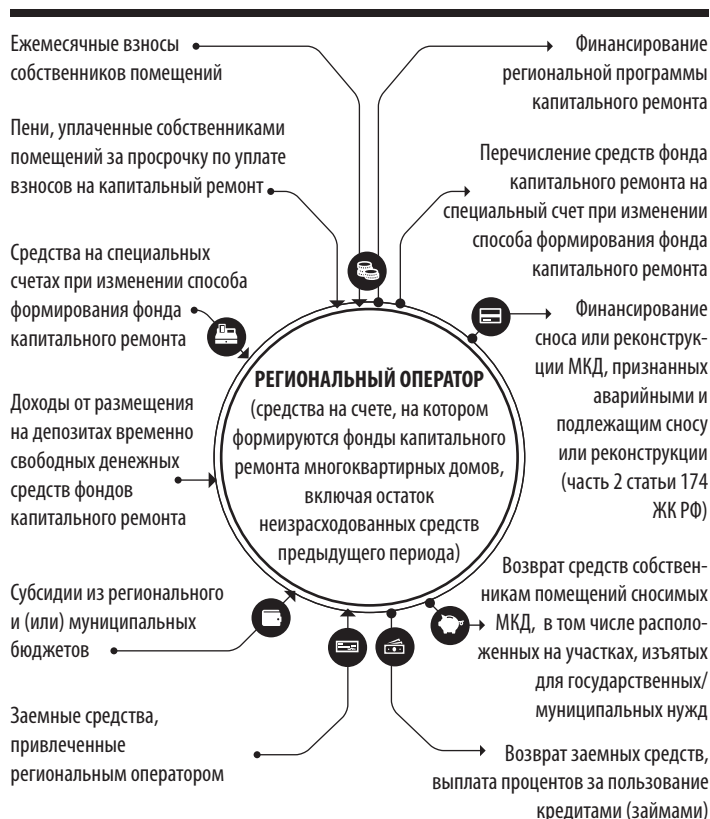 Ежемесячные взносы
собственников помещений
Пени, уплаченные собственниками
помещений за просрочку по уплате
взносов на капитальный ремонт
Средства на специальных
счетах при изменении способа
формирования фонда
капитального ремонта
Доходы от размещения
на депозитах временно
свободных денежных
средств фондов
капитального ремонта
Субсидии из регионального
и (или) муниципальных
бюджетов
Заемные средства,
привлеченные
региональным оператором
РЕГИОНАЛЬНЫЙ ОПЕРАТОР
(средства на счете, на котором
формируются фонды капитального
ремонта многоквартирных домов,
включая остаток
неизрасходованных средств
предыдущего периода)
Финансирование
региональной программы
капитального ремонта
Перечисление средств фонда
капитального ремонта на
специальный счет при изменении
способа формирования фонда
капитального ремонта
Финансирование
сноса или реконструк-
ции МКД, признанных
аварийными и
подлежащим сносу
или реконструкции
(часть 2 статьи 174
ЖК РФ)
Возврат средств собствен-
никам помещений сносимых
МКД, в том числе располо-
женных на участках, изъятых
для государственных/
муниципальных нужд
Возврат заемных средств,
выплата процентов за пользование
кредитами (займами)